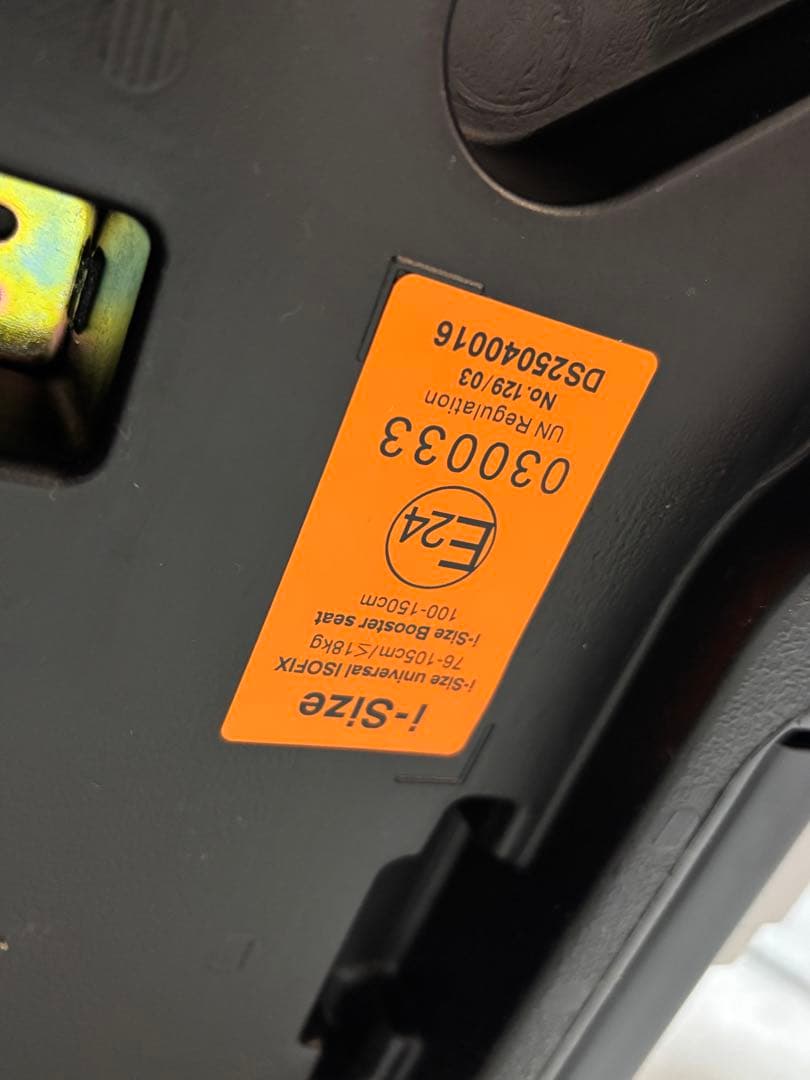 i-Size
i-Size universal ISOFIX
76-105cm/≤18kg
i-Size Booster seat
100-150cm
E24
030033
UN Regulation
No.129/03
DS25040016